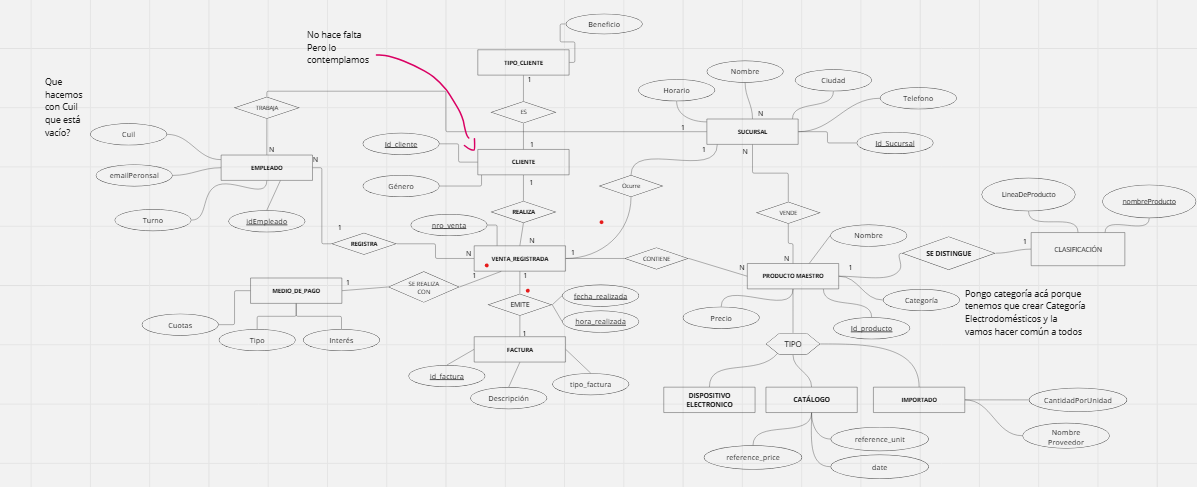 Beneficio
No hace falta
Pero lo
contemplamos
TIPO_CLIENTE
1
Nombre
Ciudad
Horario
Telefono
Que
hacemos
con Cuil
que está
vacío?
TRABAJA
ES
N
1
SUCURSAL
Cuil
Id_cliente
1
Id_Sucursal
N
N
EMPLEADO
CLIENTE
1
N
emailPeronsal
Género
1
Ocurre
LineaDeProducto
nombreProducto
Turno
idEmpleado
REALIZA
VENDE
nro_venta
1
REGISTRA
N
Nombre
N
VENTA_REGISTRADA
1
CONTIENE
N
N
PRODUCTO MAESTRO
1
SE DISTINGUE
1
CLASIFICACIÓN
MEDIO_DE_PAGO
1
SE REALIZA
CON
1
1
EMITE
fecha_realizada
hora_realizada
Categoría
Pongo categoría acá porque
tenemos que crear Categoría
Electrodomésticos y la
vamos hacer común a todos
Cuotas
Tipo
Interés
Precio
Id_producto
1
FACTURA
TIPO
id_factura
Descripción
tipo_factura
DISPOSITIVO
ELECTRONICO
CATÁLOGO
IMPORTADO
CantidadPorUnidad
Nombre
Proveedor
reference_unit
reference_price
date